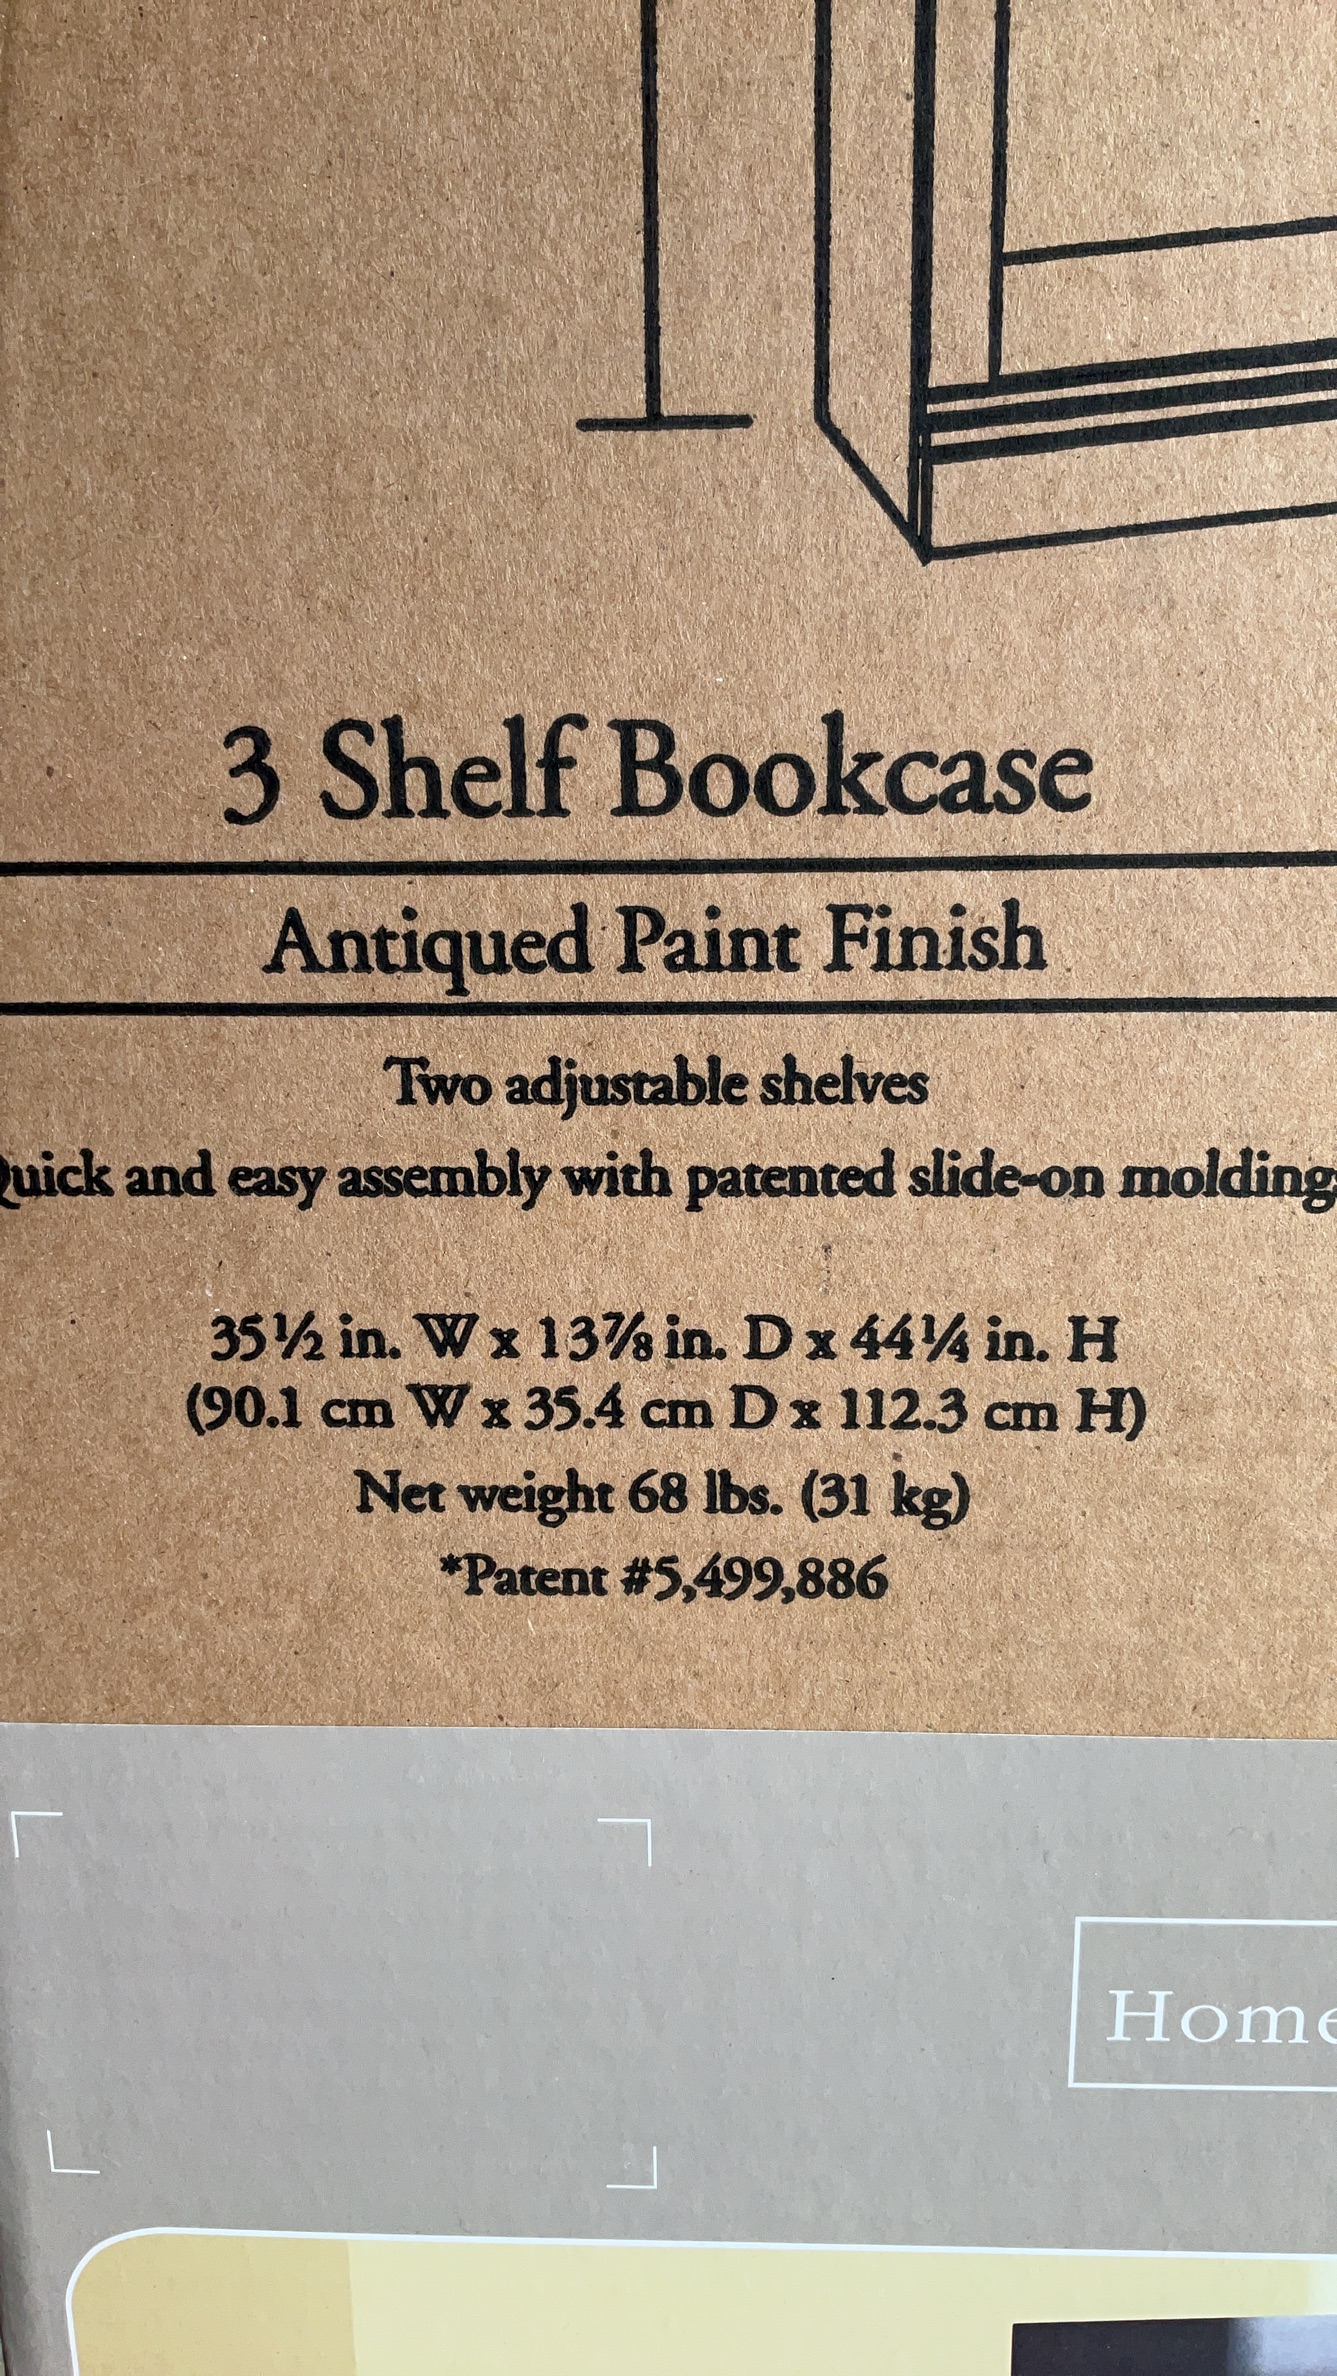 3 Shelf Bookcase
Antiqued Paint Finish
Two adjustable shelves
Quick and easy assembly with patented slide-on moldings
35½ in. W x 13⅞ in. D x 44¼ in. H
(90.1 cm W x 35.4 cm D x 112.3 cm H)
Net weight 68 lbs. (31 kg)
*Patent #5,499,886
Home